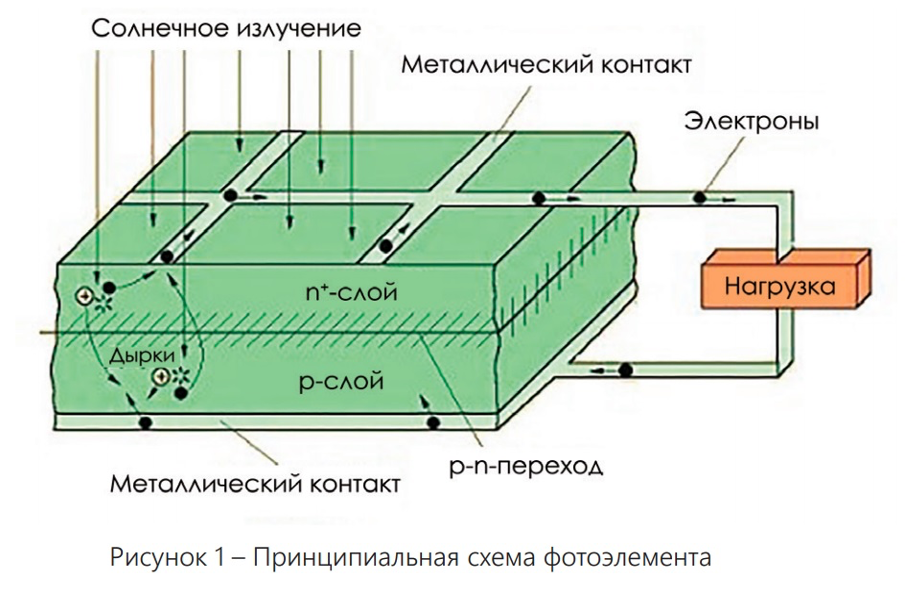 Солнечное излучение
Металлический контакт
Электроны
n⁺-слой
Нагрузка
Дырки
p-слой
p-n-переход
Металлический контакт
Рисунок 1 – Принципиальная схема фотоэлемента